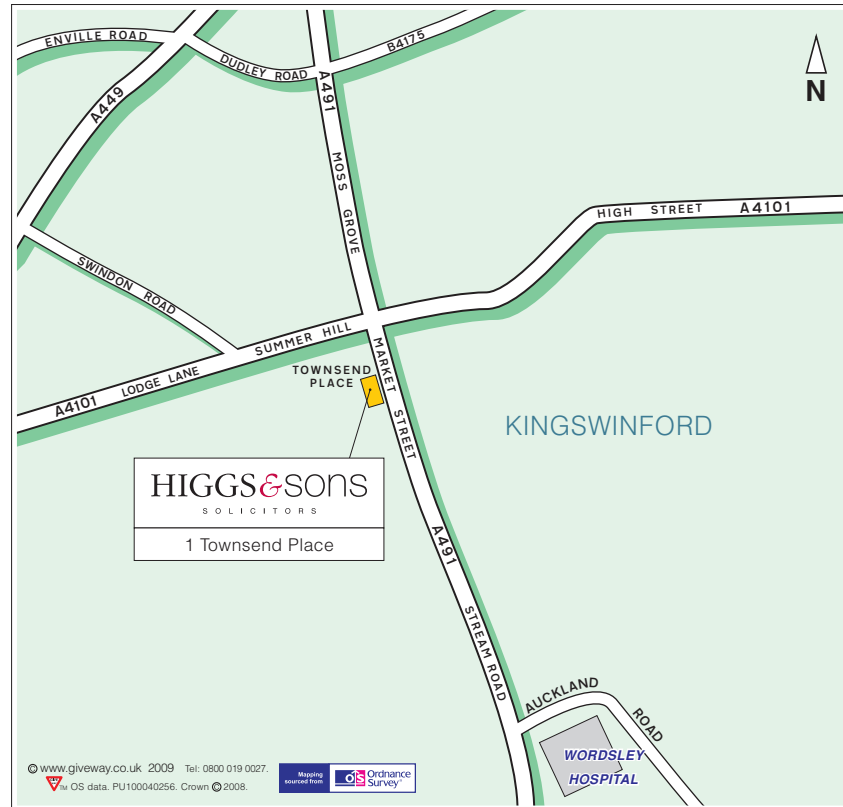 ENVILLE ROAD
DUDLEY ROAD
B4175
A449
A491
N
MOSS GROVE
HIGH STREET A4101
SWINDON ROAD
SUMMER HILL
LODGE LANE
A4101
TOWNSEND
PLACE
MARKET STREET
KINGSWINFORD
HIGGS&SONS
SOLICITORS
1 Townsend Place
A491
STREAM ROAD
AUCKLAND
ROAD
WORDSLEY
HOSPITAL
© www.giveway.co.uk 2009 Tel: 0800 019 0027.
TM OS data. PU100040256. Crown © 2008.
Mapping
sourced from
OS
Ordnance
Survey®